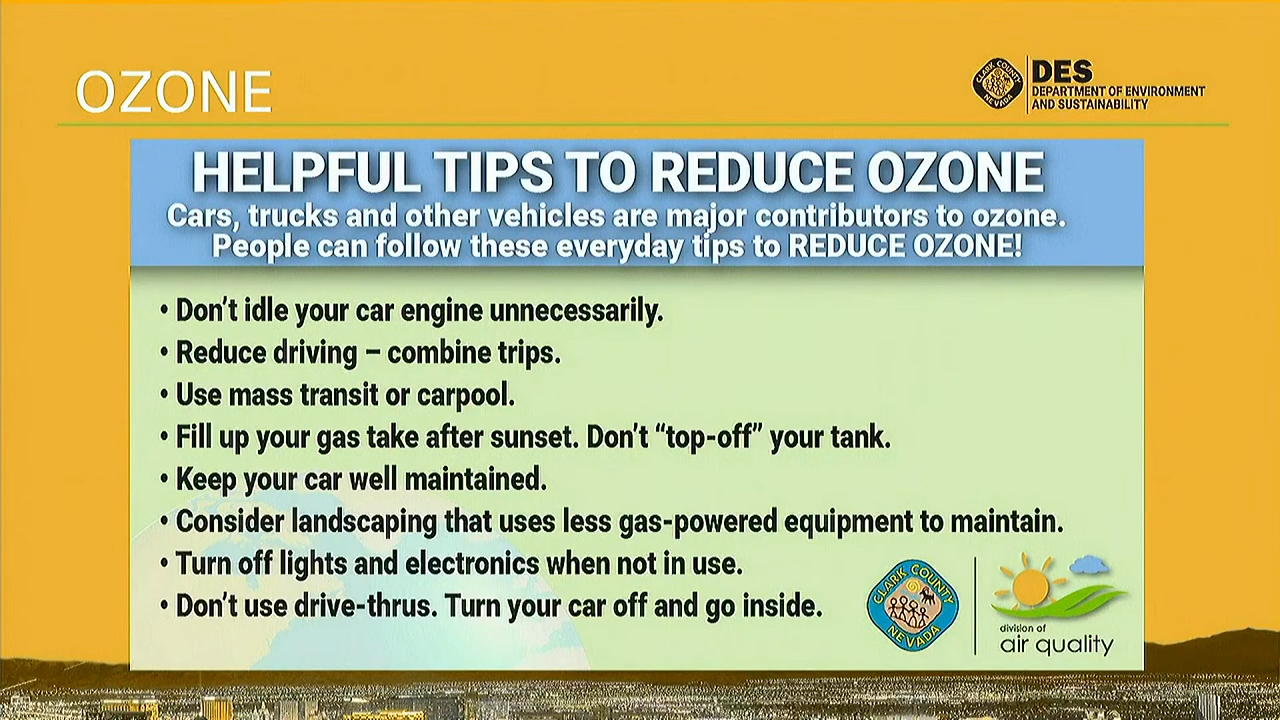 OZONE
CLARK COUNTY
NEVADA
DES
DEPARTMENT OF ENVIRONMENT
AND SUSTAINABILITY
HELPFUL TIPS TO REDUCE OZONE
Cars, trucks and other vehicles are major contributors to ozone.
People can follow these everyday tips to REDUCE OZONE!
• Don’t idle your car engine unnecessarily.
• Reduce driving – combine trips.
• Use mass transit or carpool.
• Fill up your gas take after sunset. Don’t “top-off” your tank.
• Keep your car well maintained.
• Consider landscaping that uses less gas-powered equipment to maintain.
• Turn off lights and electronics when not in use.
• Don’t use drive-thrus. Turn your car off and go inside.
CLARK COUNTY
NEVADA
division of
air quality